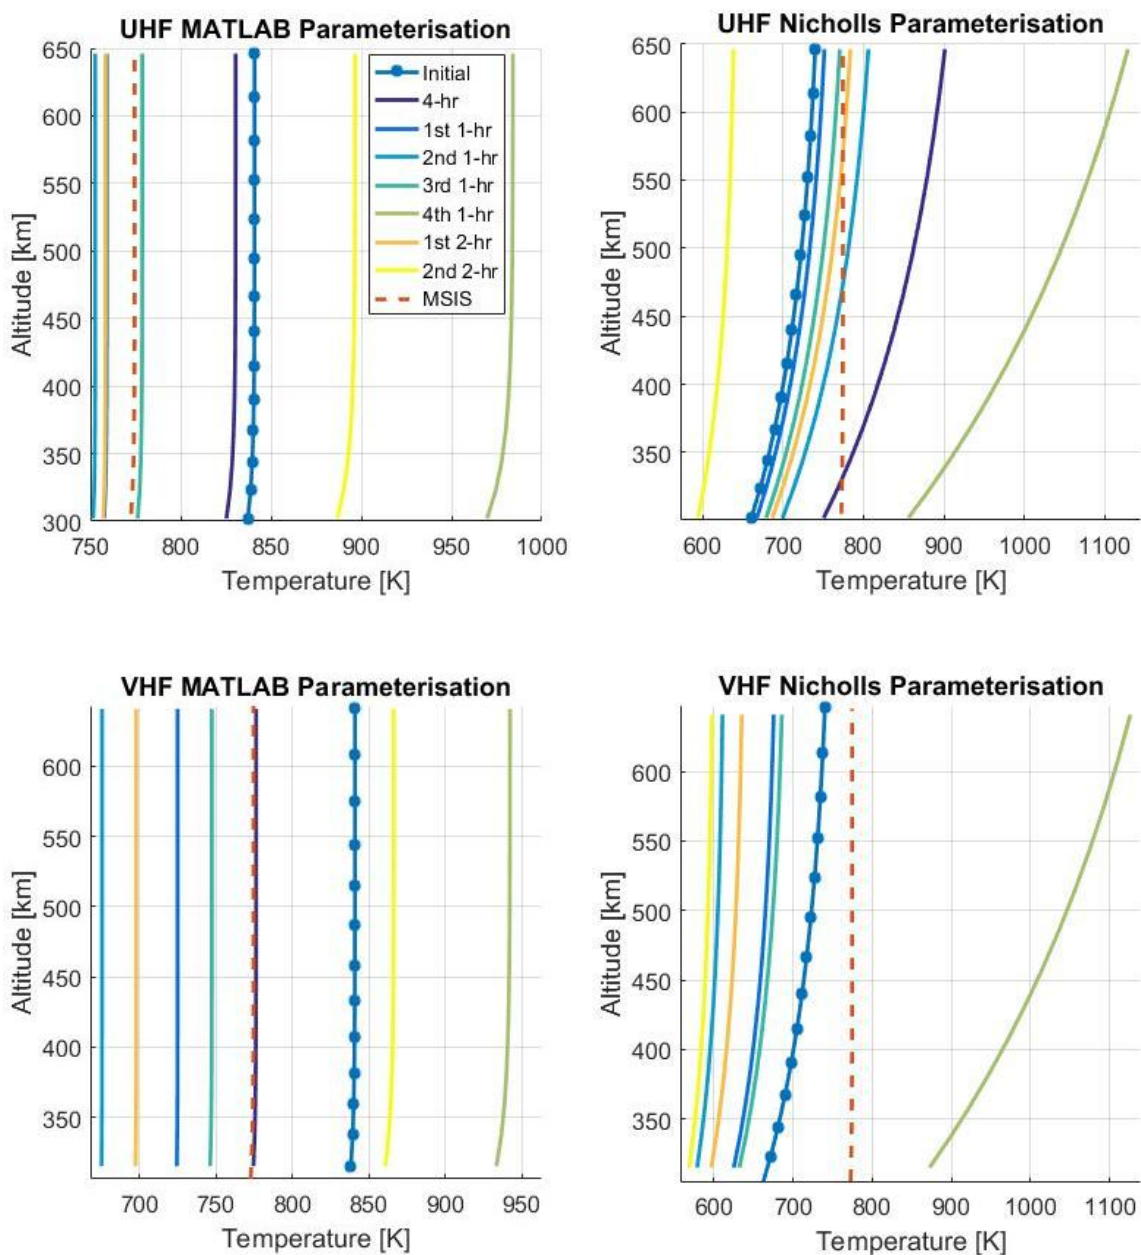 UHF MATLAB Parameterisation
650
600
550
500
450
400
350
300
Altitude [km]
750 800 850 900 950 1000
Temperature [K]
Initial
4-hr
1st 1-hr
2nd 1-hr
3rd 1-hr
4th 1-hr
1st 2-hr
2nd 2-hr
MSIS
UHF Nicholls Parameterisation
650
600
550
500
450
400
350
Altitude [km]
600 700 800 900 1000 1100
Temperature [K]
VHF MATLAB Parameterisation
600
550
500
450
400
350
Altitude [km]
700 750 800 850 900 950
Temperature [K]
VHF Nicholls Parameterisation
600
550
500
450
400
350
Altitude [km]
600 700 800 900 1000 1100
Temperature [K]